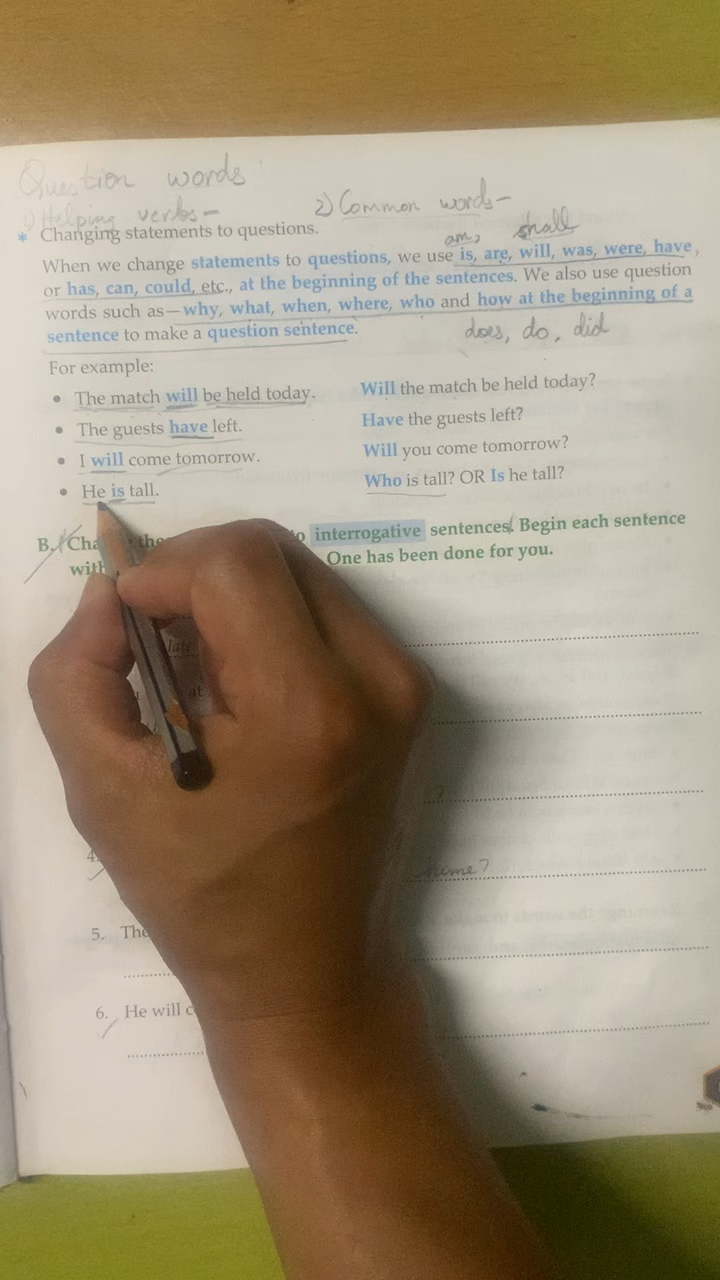 Question words
1) Helping verbs - 2) Common words -
* Changing statements to questions.
am, shall
When we change statements to questions, we use is, are, will, was, were, have,
or has, can, could, etc., at the beginning of the sentences. We also use question
words such as—why, what, when, where, who and how at the beginning of a
sentence to make a question sentence.
does, do, did
For example:
• The match will be held today. Will the match be held today?
• The guests have left. Have the guests left?
• I will come tomorrow. Will you come tomorrow?
• He is tall. Who is tall? OR Is he tall?
B. interrogative sentences. Begin each sentence
with One has been done for you.
late
at
?
4.
home?
5. The
6. He will